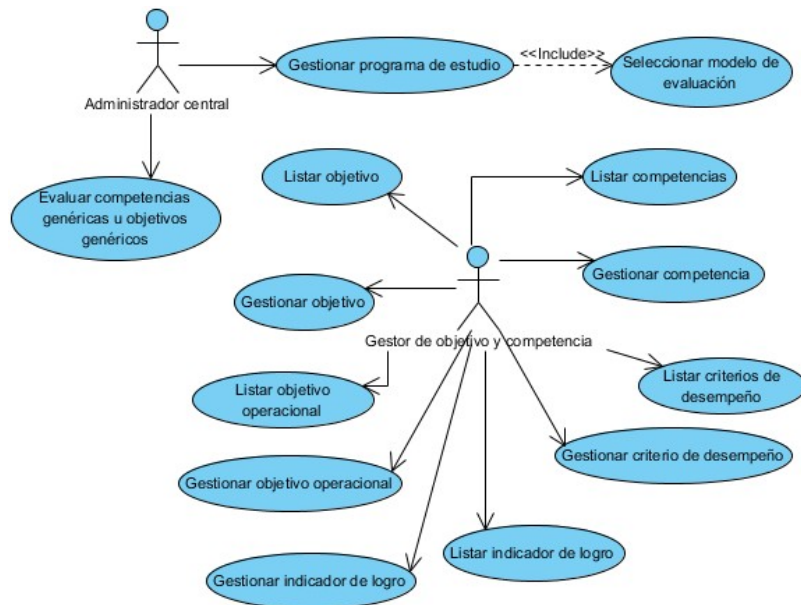 <<Include>>
Gestionar programa de estudio
Seleccionar modelo de
evaluación
Administrador central
Listar objetivo
Listar competencias
Evaluar competencias
genéricas u objetivos
genéricos
Gestionar competencia
Gestionar objetivo
Gestor de objetivo y competencia
Listar criterios de
desempeño
Listar objetivo
operacional
Gestionar criterio de desempeño
Gestionar objetivo operacional
Listar indicador de logro
Gestionar indicador de logro